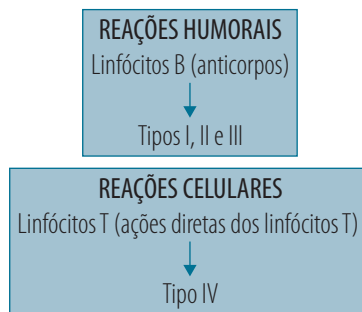 REAÇÕES HUMORAIS
Linfócitos B (anticorpos)
Tipos I, II e III
REAÇÕES CELULARES
Linfócitos T (ações diretas dos linfócitos T)
Tipo IV